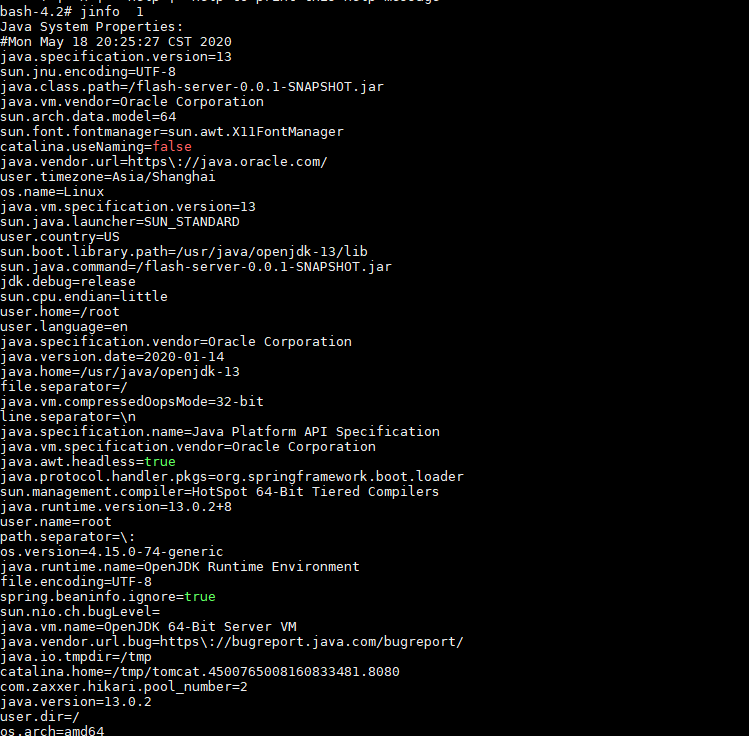 bash-4.2# jinfo  1
Java System Properties:
#Mon May 18 20:25:27 CST 2020
java.specification.version=13
sun.jnu.encoding=UTF-8
java.class.path=/flash-server-0.0.1-SNAPSHOT.jar
java.vm.vendor=Oracle Corporation
sun.arch.data.model=64
sun.font.fontmanager=sun.awt.X11FontManager
catalina.useNaming=false
java.vendor.url=https\://java.oracle.com/
user.timezone=Asia/Shanghai
os.name=Linux
java.vm.specification.version=13
sun.java.launcher=SUN_STANDARD
user.country=US
sun.boot.library.path=/usr/java/openjdk-13/lib
sun.java.command=/flash-server-0.0.1-SNAPSHOT.jar
jdk.debug=release
sun.cpu.endian=little
user.home=/root
user.language=en
java.specification.vendor=Oracle Corporation
java.version.date=2020-01-14
java.home=/usr/java/openjdk-13
file.separator=/
java.vm.compressedOopsMode=32-bit
line.separator=\n
java.specification.name=Java Platform API Specification
java.vm.specification.vendor=Oracle Corporation
java.awt.headless=true
java.protocol.handler.pkgs=org.springframework.boot.loader
sun.management.compiler=HotSpot 64-Bit Tiered Compilers
java.runtime.version=13.0.2+8
user.name=root
path.separator=\:
os.version=4.15.0-74-generic
java.runtime.name=OpenJDK Runtime Environment
file.encoding=UTF-8
spring.beaninfo.ignore=true
sun.nio.ch.bugLevel=
java.vm.name=OpenJDK 64-Bit Server VM
java.vendor.url.bug=https\://bugreport.java.com/bugreport/
java.io.tmpdir=/tmp
catalina.home=/tmp/tomcat.4500765008160833481.8080
com.zaxxer.hikari.pool_number=2
java.version=13.0.2
user.dir=/
os.arch=amd64